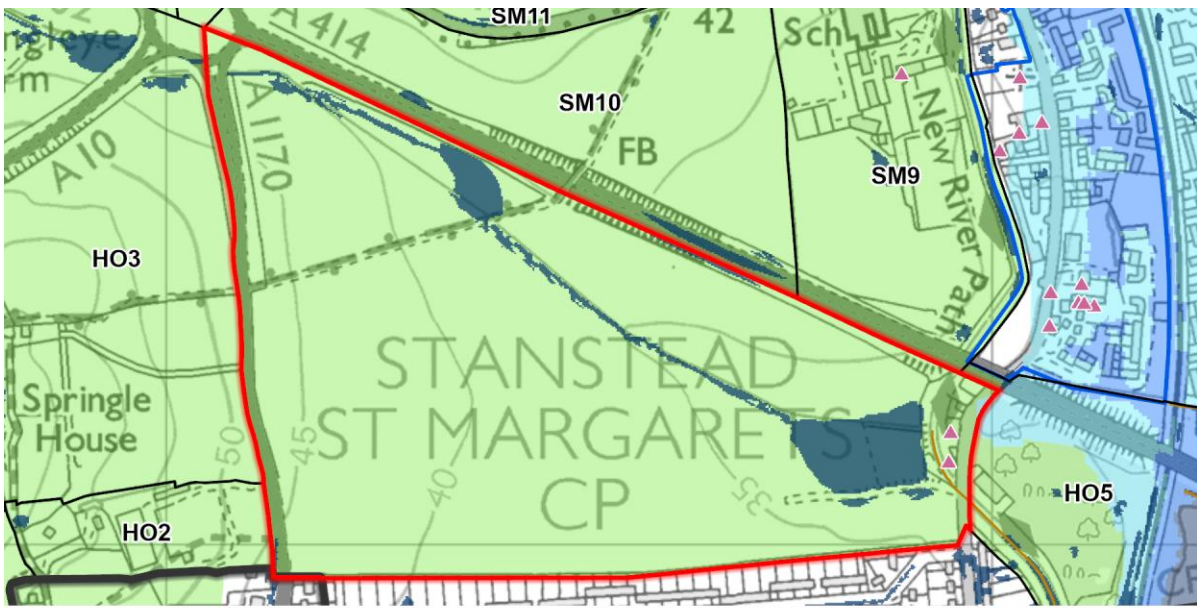 SM11
42
Sch
A 414
m
SM10
A 10
A 1170
FB
New River Path
SM9
HO3
STANSTEAD
ST MARGARETS
CP
Springle
House
50
45
40
35
HO5
HO2